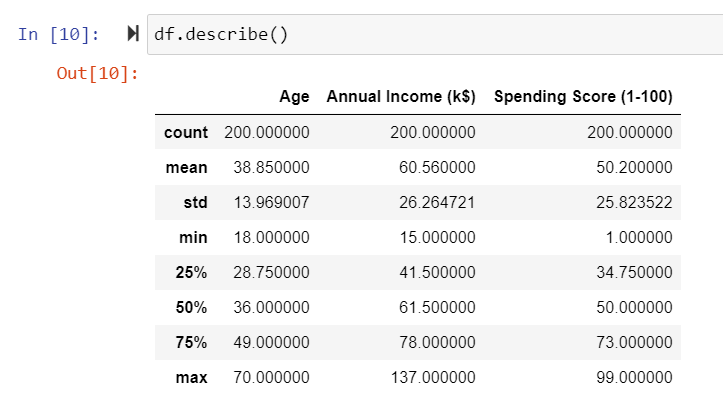 In [10]: df.describe()
Out[10]:
Age Annual Income (k$) Spending Score (1-100)
count 200.000000 200.000000 200.000000
mean 38.850000 60.560000 50.200000
std 13.969007 26.264721 25.823522
min 18.000000 15.000000 1.000000
25% 28.750000 41.500000 34.750000
50% 36.000000 61.500000 50.000000
75% 49.000000 78.000000 73.000000
max 70.000000 137.000000 99.000000